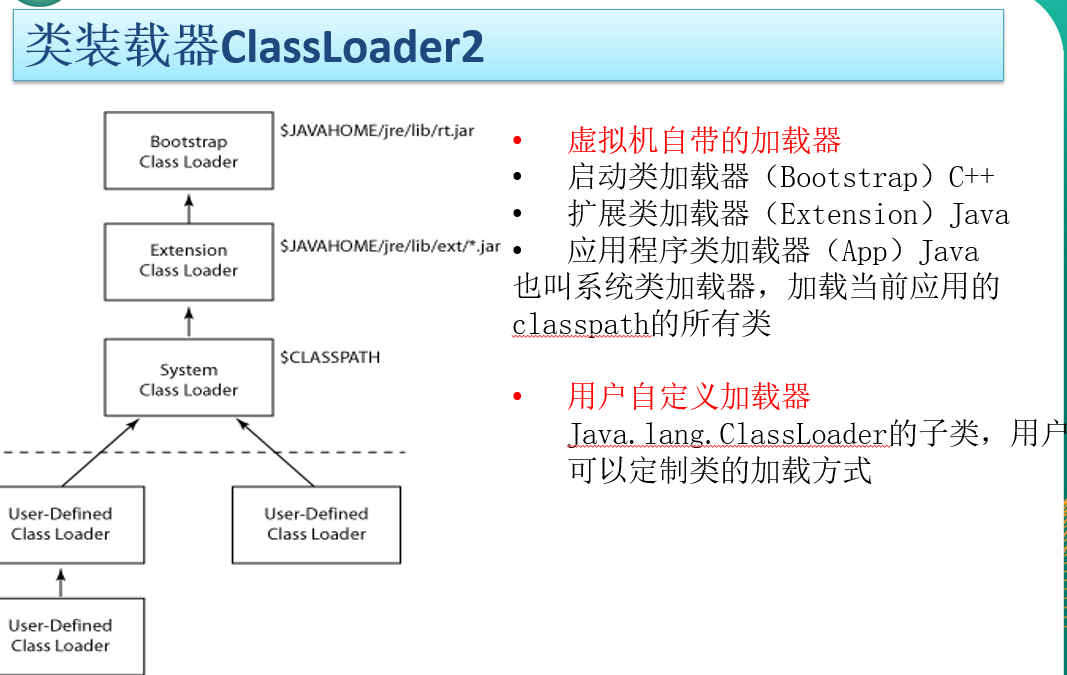 类装载器ClassLoader2
Bootstrap
Class Loader
$JAVAHOME/jre/lib/rt.jar
Extension
Class Loader
$JAVAHOME/jre/lib/ext/*.jar
System
Class Loader
$CLASSPATH
User-Defined
Class Loader
User-Defined
Class Loader
User-Defined
Class Loader
• 虚拟机自带的加载器
• 启动类加载器（Bootstrap）C++
• 扩展类加载器（Extension）Java
• 应用程序类加载器（App）Java
也叫系统类加载器，加载当前应用的
classpath的所有类
• 用户自定义加载器
Java.lang.ClassLoader的子类，用户
可以定制类的加载方式